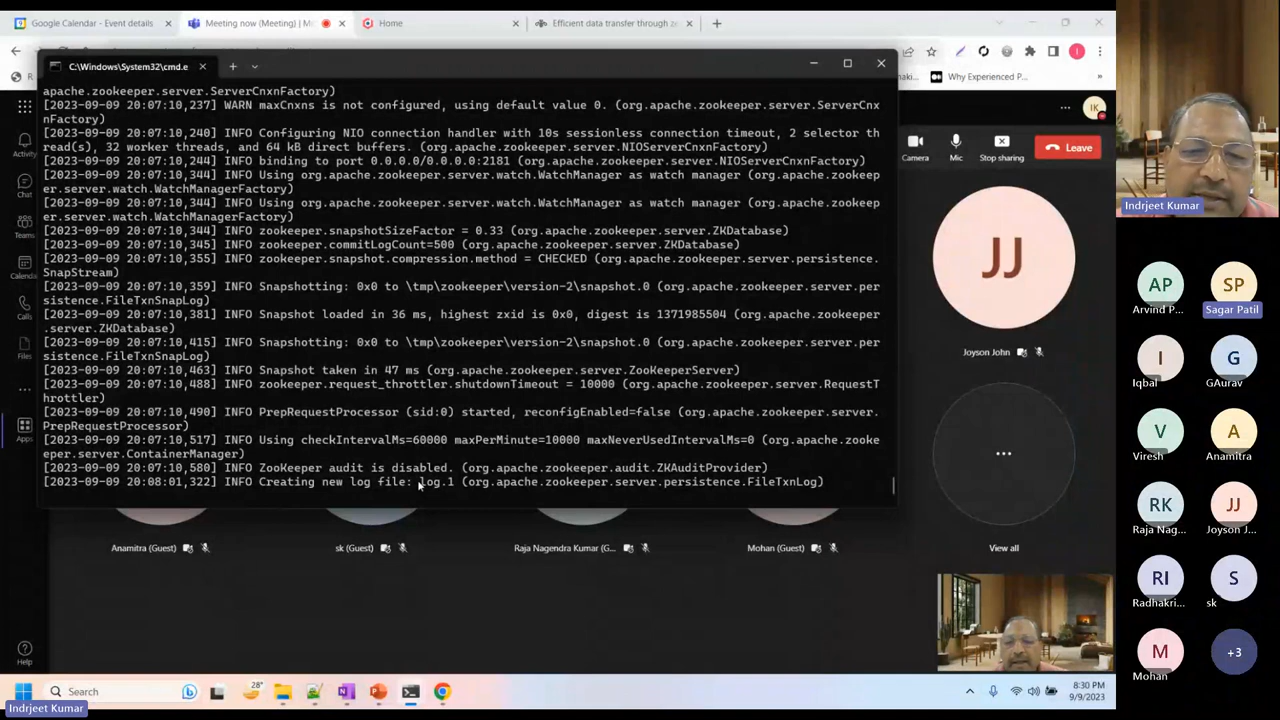 Google Calendar - Event details
Meeting now (Meeting) | Mi
Home
Efficient data transfer through ze
C:\Windows\System32\cmd.e
Why Experienced P...
apache.zookeeper.server.ServerCnxnFactory)
[2023-09-09 20:07:10,237] WARN maxCnxns is not configured, using default value 0. (org.apache.zookeeper.server.ServerCnx
nFactory)
[2023-09-09 20:07:10,240] INFO Configuring NIO connection handler with 10s sessionless connection timeout, 2 selector th
read(s), 32 worker threads, and 64 kB direct buffers. (org.apache.zookeeper.server.NIOServerCnxnFactory)
[2023-09-09 20:07:10,244] INFO binding to port 0.0.0.0/0.0.0.0:2181 (org.apache.zookeeper.server.NIOServerCnxnFactory)
[2023-09-09 20:07:10,344] INFO Using org.apache.zookeeper.server.watch.WatchManager as watch manager (org.apache.zookeep
er.server.watch.WatchManagerFactory)
[2023-09-09 20:07:10,344] INFO Using org.apache.zookeeper.server.watch.WatchManager as watch manager (org.apache.zookeep
er.server.watch.WatchManagerFactory)
[2023-09-09 20:07:10,344] INFO zookeeper.snapshotSizeFactor = 0.33 (org.apache.zookeeper.server.ZKDatabase)
[2023-09-09 20:07:10,345] INFO zookeeper.commitLogCount=500 (org.apache.zookeeper.server.ZKDatabase)
[2023-09-09 20:07:10,355] INFO zookeeper.snapshot.compression.method = CHECKED (org.apache.zookeeper.server.persistence.
SnapStream)
[2023-09-09 20:07:10,359] INFO Snapshotting: 0x0 to \tmp\zookeeper\version-2\snapshot.0 (org.apache.zookeeper.server.per
sistence.FileTxnSnapLog)
[2023-09-09 20:07:10,381] INFO Snapshot loaded in 36 ms, highest zxid is 0x0, digest is 1371985504 (org.apache.zookeeper
.server.ZKDatabase)
[2023-09-09 20:07:10,415] INFO Snapshotting: 0x0 to \tmp\zookeeper\version-2\snapshot.0 (org.apache.zookeeper.server.per
sistence.FileTxnSnapLog)
[2023-09-09 20:07:10,463] INFO Snapshot taken in 47 ms (org.apache.zookeeper.server.ZooKeeperServer)
[2023-09-09 20:07:10,488] INFO zookeeper.request_throttler.shutdownTimeout = 10000 (org.apache.zookeeper.server.RequestT
hrottler)
[2023-09-09 20:07:10,490] INFO PrepRequestProcessor (sid:0) started, reconfigEnabled=false (org.apache.zookeeper.server.
PrepRequestProcessor)
[2023-09-09 20:07:10,517] INFO Using checkIntervalMs=60000 maxPerMinute=10000 maxNeverUsedIntervalMs=0 (org.apache.zooke
eper.server.ContainerManager)
[2023-09-09 20:07:10,580] INFO ZooKeeper audit is disabled. (org.apache.zookeeper.audit.ZKAuditProvider)
[2023-09-09 20:08:01,322] INFO Creating new log file: log.1 (org.apache.zookeeper.server.persistence.FileTxnLog)
Activity
Chat
Teams
Calendar
Calls
Files
Apps
Help
IK
Camera
Mic
Stop sharing
Leave
JJ
Joyson John
View all
Anamitra (Guest)
sk (Guest)
Raja Nagendra Kumar (G...
Mohan (Guest)
Indrjeet Kumar
AP
Arvind P...
SP
Sagar Patil
I
Iqbal
G
GAurav
V
Viresh
A
Anamitra
RK
Raja Nag...
JJ
Joyson J...
RI
Radhakri...
S
sk
M
Mohan
+3
Search
28°
8:30 PM
9/9/2023
Indrjeet Kumar